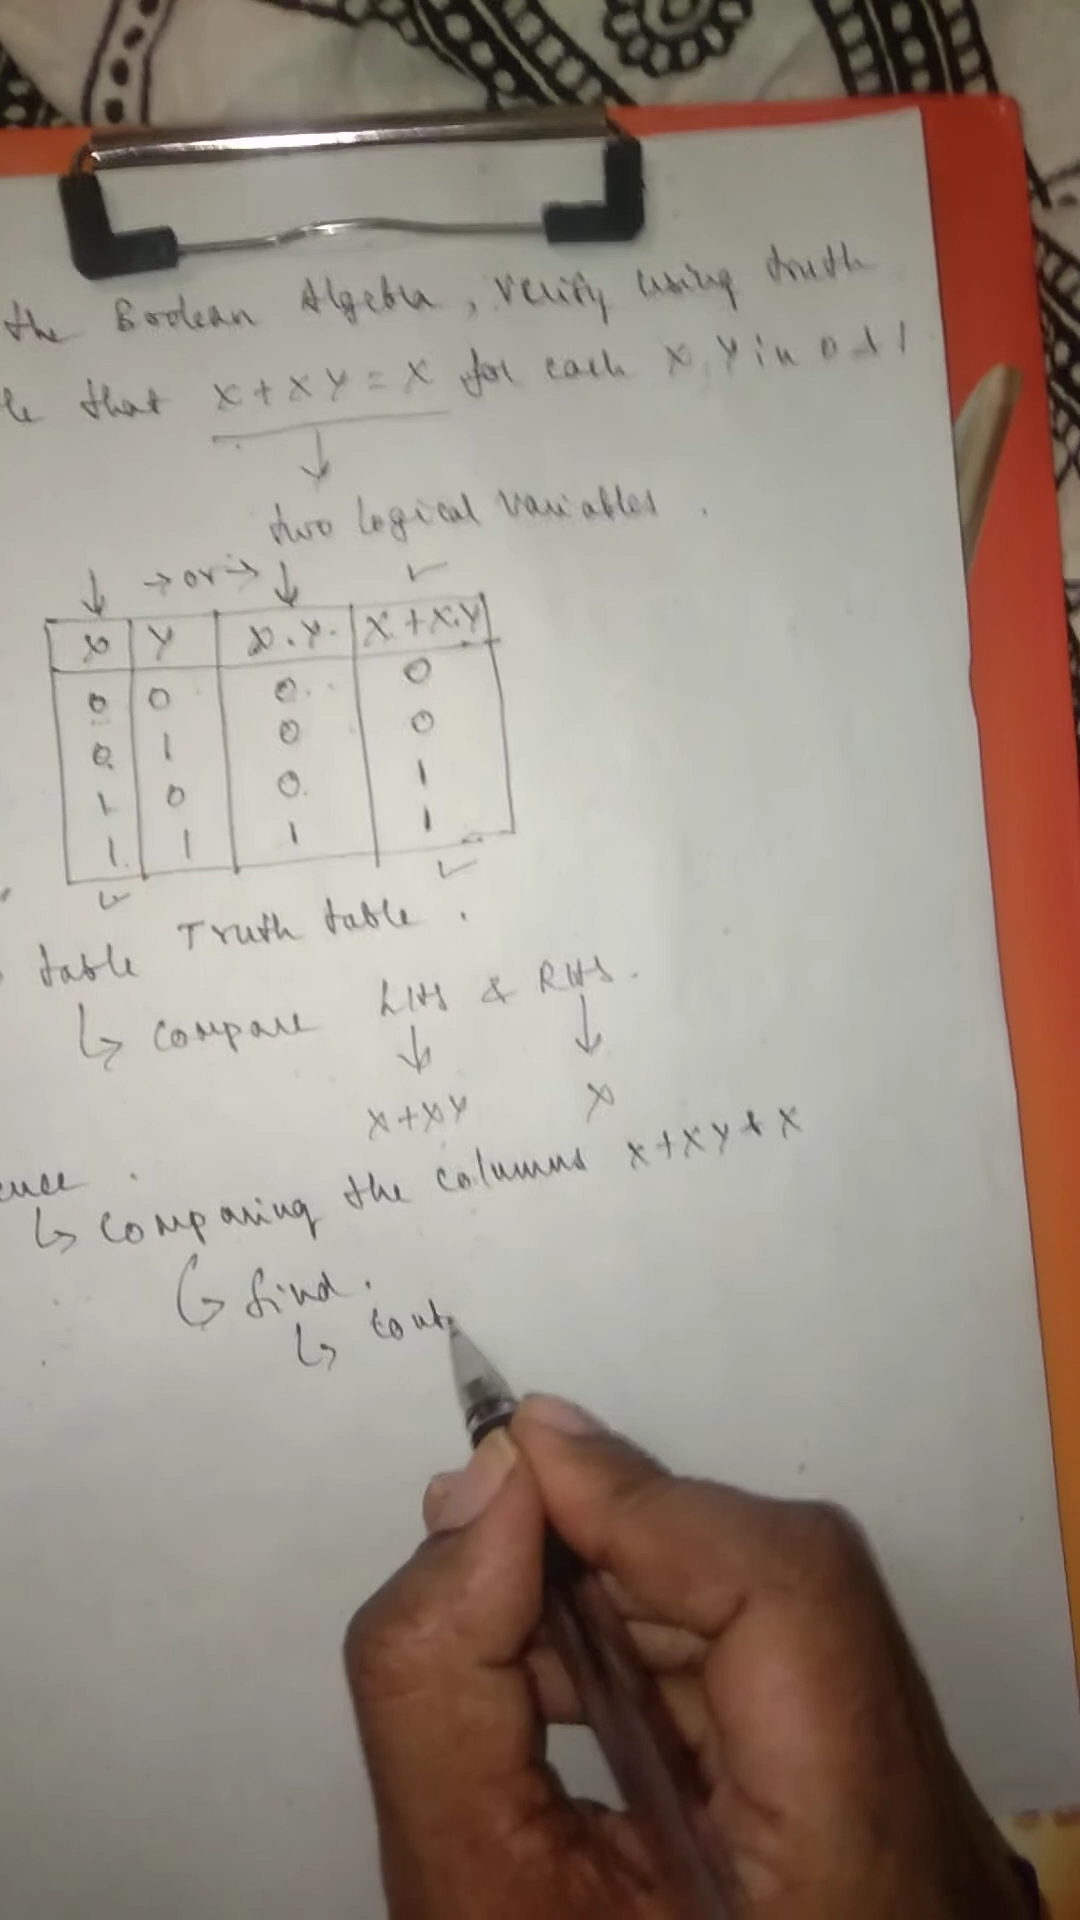 the Boolean Algebra, verify using truth
that X + X Y = X for each X, Y in 0 & 1
two logical variables.
→ or →
X Y X.Y. X + X.Y
0 0 0 0
0 1 0 0
1 0 0 1
1 1 1 1
Truth table.
table
compare LHS & RHS.
X + XY X
Comparing the columns X + XY & X
find.